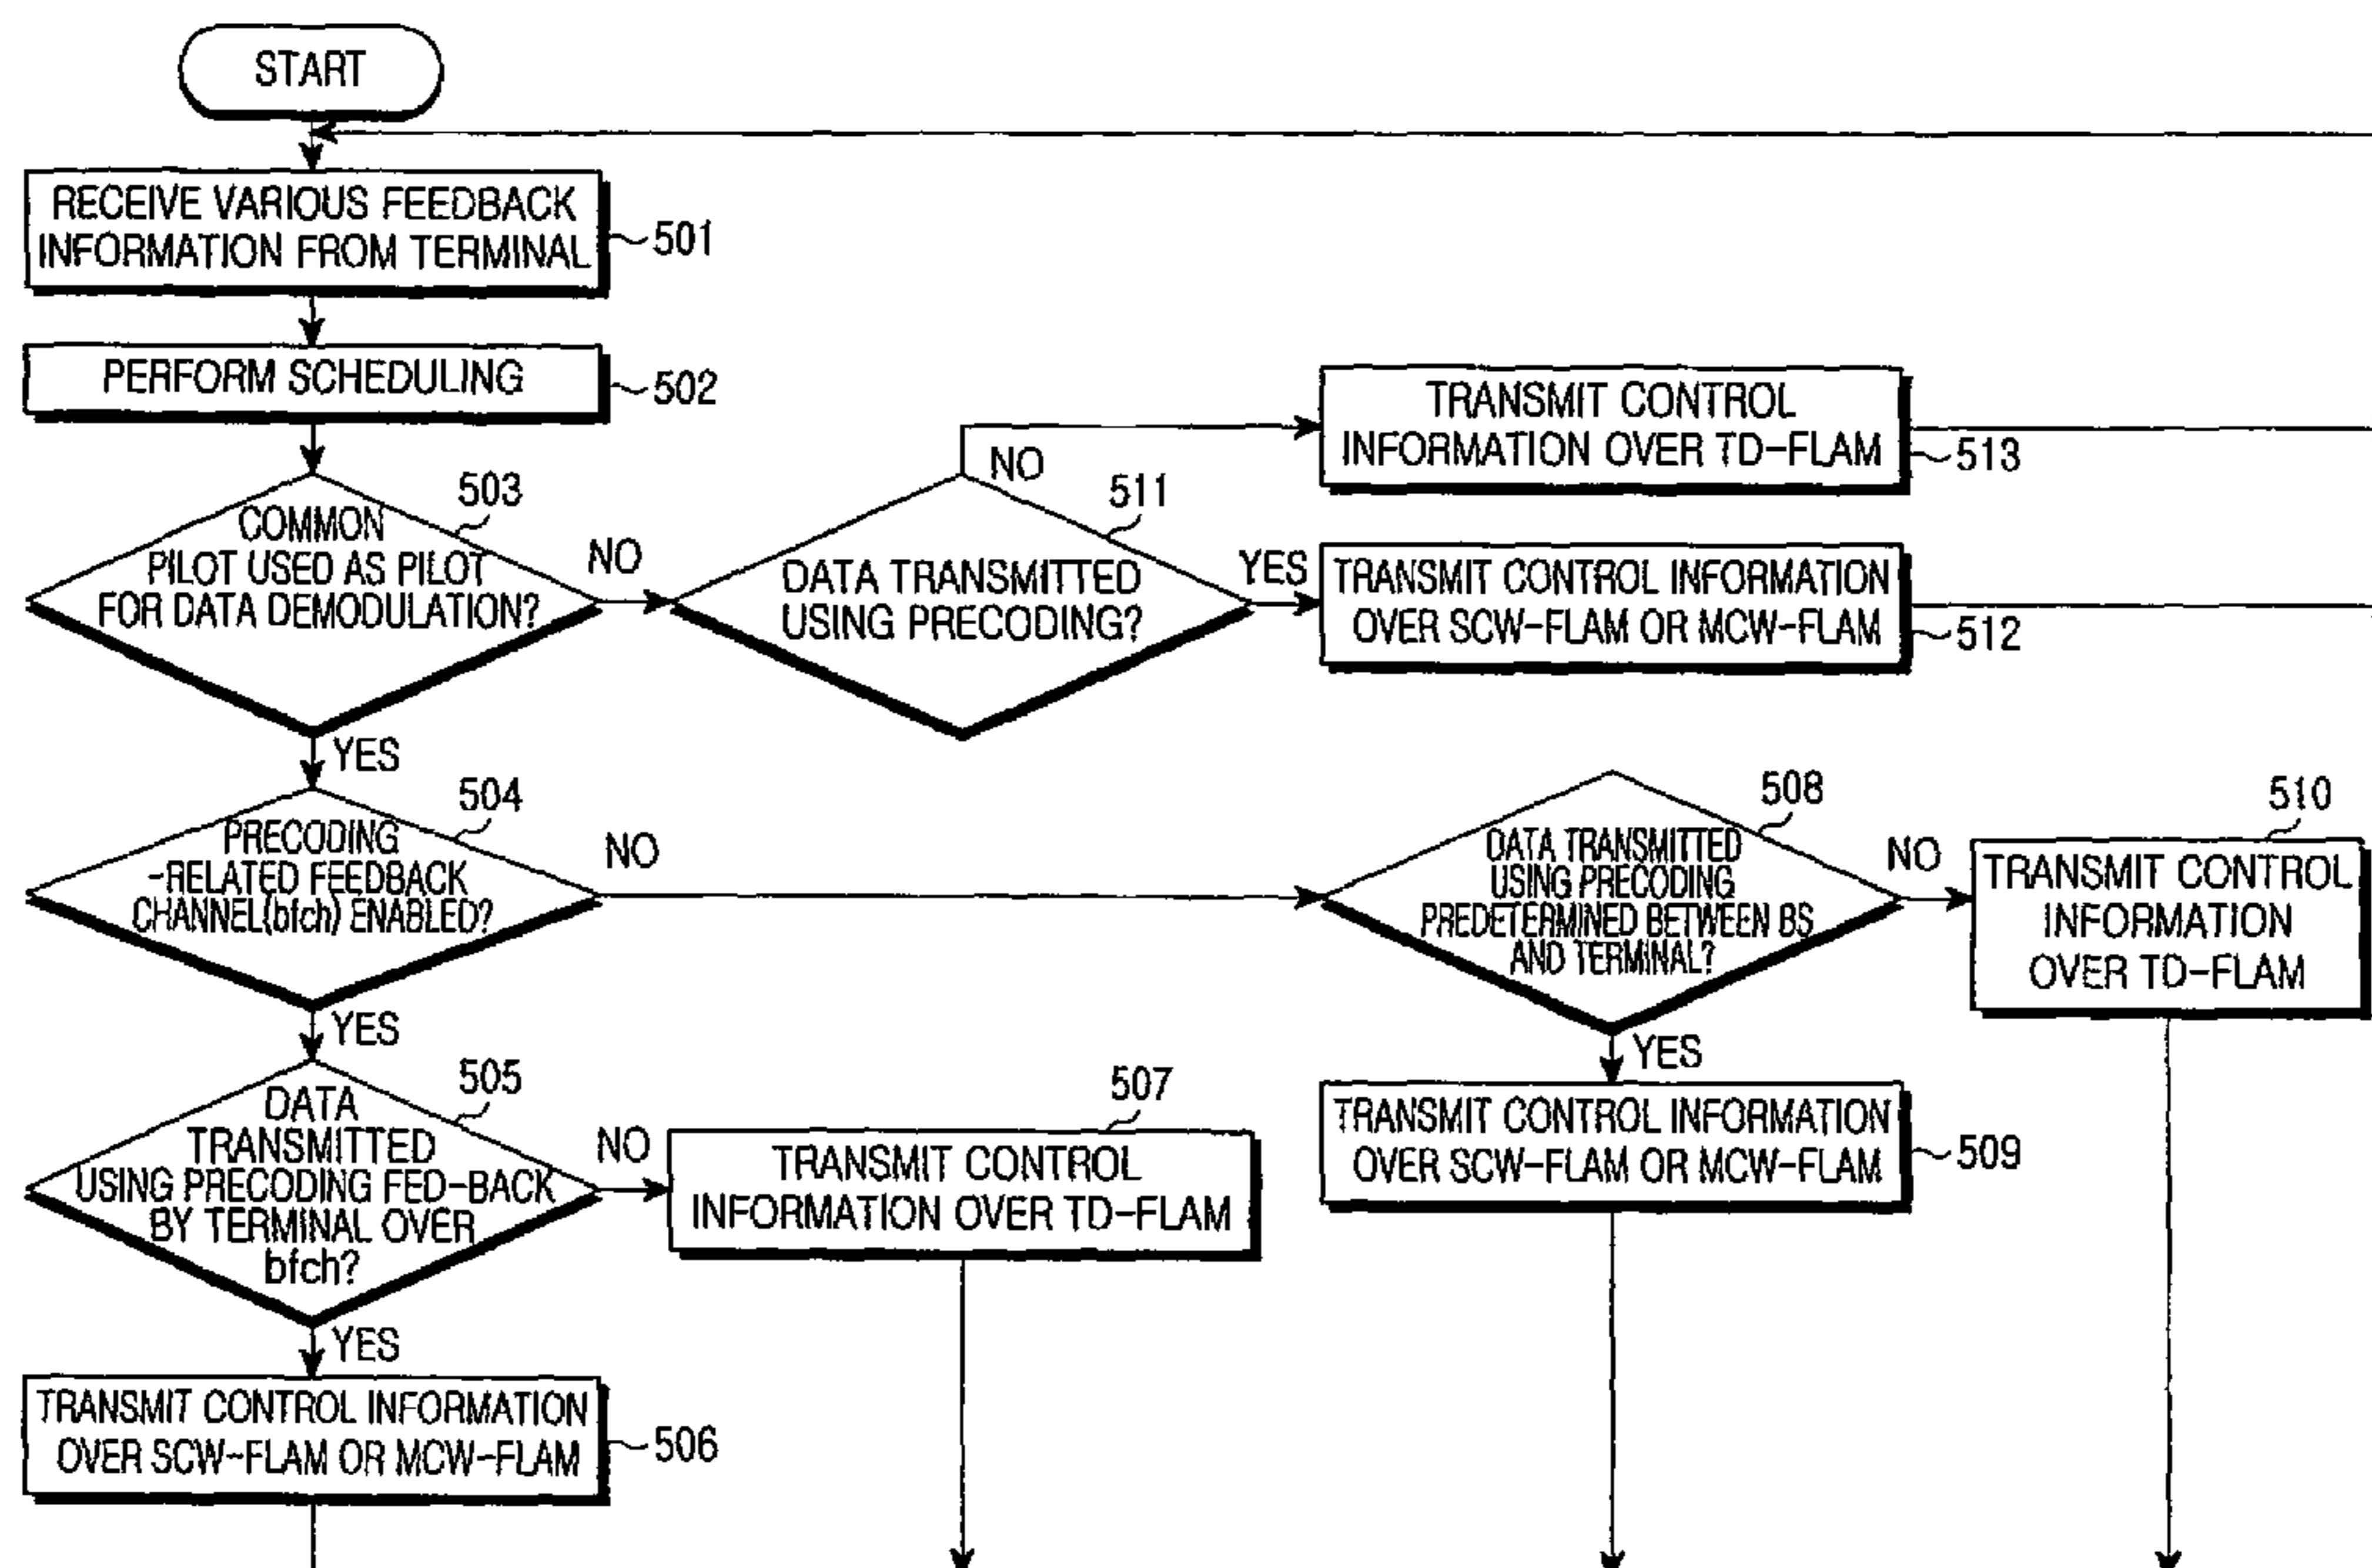 START
RECEIVE VARIOUS FEEDBACK
INFORMATION FROM TERMINAL
501
PERFORM SCHEDULING
502
COMMON
PILOT USED AS PILOT
FOR DATA DEMODULATION?
503
NO
YES
DATA TRANSMITTED
USING PRECODING?
511
NO
YES
TRANSMIT CONTROL
INFORMATION OVER TD-FLAM
513
TRANSMIT CONTROL INFORMATION
OVER SCW-FLAM OR MCW-FLAM
512
PRECODING
-RELATED FEEDBACK
CHANNEL(bfch) ENABLED?
504
NO
YES
DATA TRANSMITTED
USING PRECODING
PREDETERMINED BETWEEN BS
AND TERMINAL?
508
NO
YES
TRANSMIT CONTROL
INFORMATION
OVER TD-FLAM
510
TRANSMIT CONTROL INFORMATION
OVER SCW-FLAM OR MCW-FLAM
509
DATA
TRANSMITTED
USING PRECODING FED-BACK
BY TERMINAL OVER
bfch?
505
NO
YES
TRANSMIT CONTROL
INFORMATION OVER TD-FLAM
507
TRANSMIT CONTROL INFORMATION
OVER SCW-FLAM OR MCW-FLAM
506